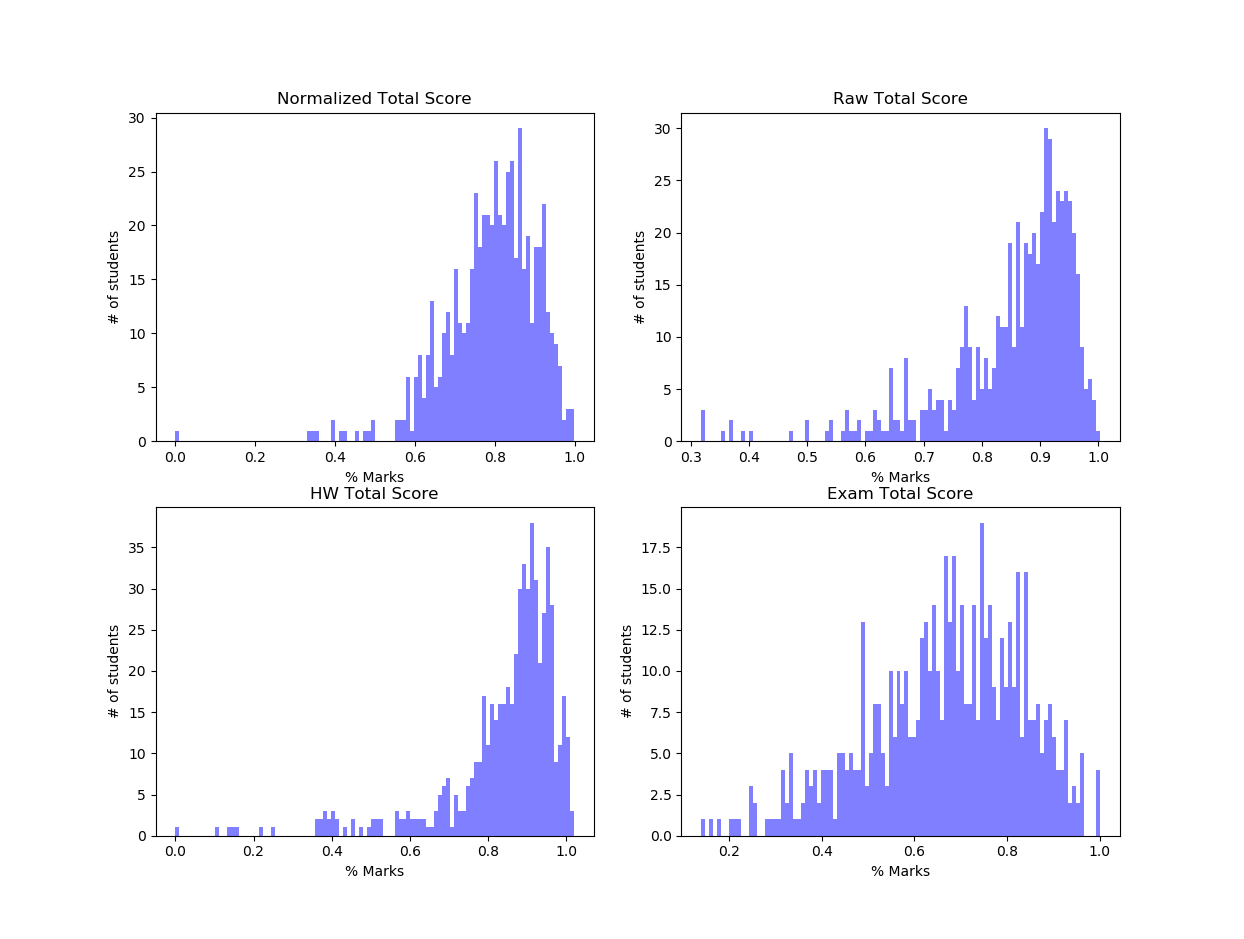 Normalized Total Score
30
25
20
15
10
5
0
# of students
0.0 0.2 0.4 0.6 0.8 1.0
% Marks
Raw Total Score
30
25
20
15
10
5
0
# of students
0.3 0.4 0.5 0.6 0.7 0.8 0.9 1.0
% Marks
HW Total Score
35
30
25
20
15
10
5
0
# of students
0.0 0.2 0.4 0.6 0.8 1.0
% Marks
Exam Total Score
17.5
15.0
12.5
10.0
7.5
5.0
2.5
0.0
# of students
0.2 0.4 0.6 0.8 1.0
% Marks